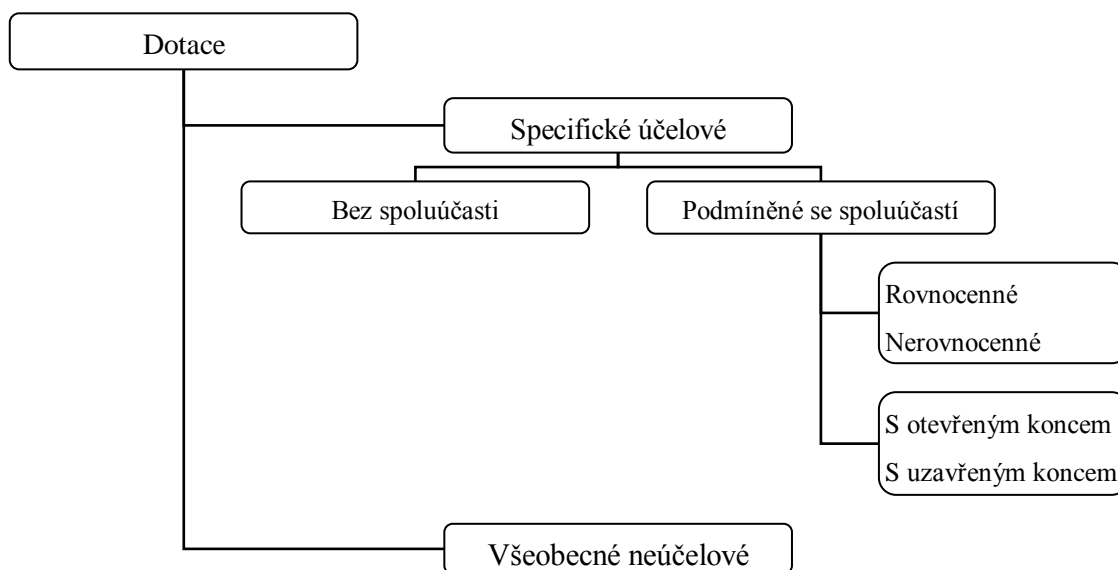 Dotace
Specifické účelové
Bez spoluúčasti
Podmíněné se spoluúčastí
Rovnocenné
Nerovnocenné
S otevřeným koncem
S uzavřeným koncem
Všeobecné neúčelové